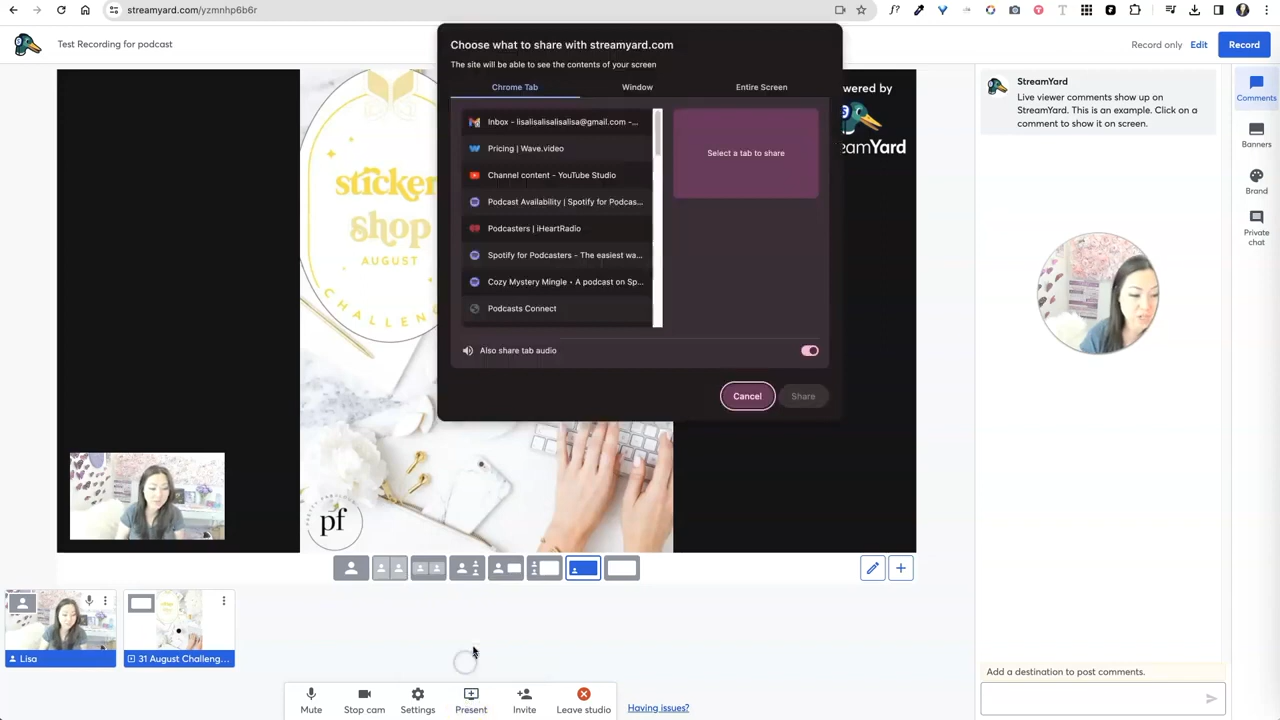 streamyard.com/yzmnhp6b6r
Test Recording for podcast
Record only
Edit
Record
Choose what to share with streamyard.com
The site will be able to see the contents of your screen
Chrome Tab
Window
Entire Screen
Inbox - lisalisalisalisalisa@gmail.com -...
Pricing | Wave.video
Channel content - YouTube Studio
Podcast Availability | Spotify for Podcas...
Podcasters | iHeartRadio
Spotify for Podcasters - The easiest wa...
Cozy Mystery Mingle • A podcast on Sp...
Podcasts Connect
Select a tab to share
Also share tab audio
Cancel
Share
wered by
eamYard
sticker
shop
AUGUST
CHALLEN
pf
StreamYard
Live viewer comments show up on
StreamYard. This is an example. Click on a
comment to show it on screen.
Comments
Banners
Brand
Private
chat
Lisa
31 August Challeng...
Mute
Stop cam
Settings
Present
Invite
Leave studio
Having issues?
Add a destination to post comments.